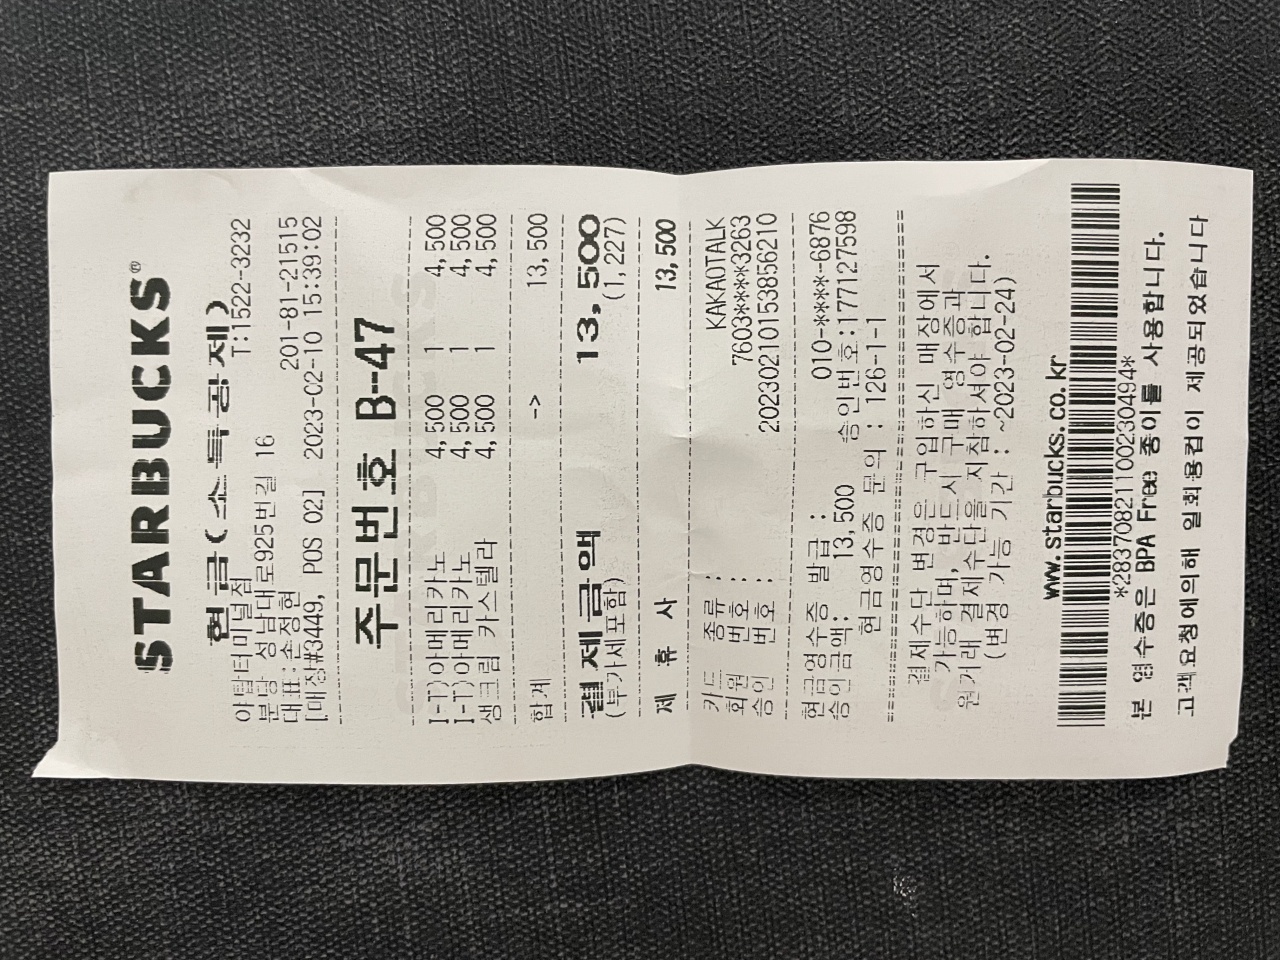 STARBUCKS®
현금(소득공제)
야탑터미널점 T:1522-3232
분당 성남대로925번길 16
대표:손정현 201-81-21515
[매장#3449, POS 02] 2023-02-10 15:39:02
주문번호 B-47
I-T)아메리카노 4,500 1 4,500
I-T)아메리카노 4,500 1 4,500
생크림 카스텔라 4,500 1 4,500
합계 -> 13,500
결제금액 13,500
(부가세포함) (1,227)
제 휴 사 13,500
카드 종류 : KAKAOTALK
회원 번호 : 7603****3263
승인 번호 : 20230210153856210
현금영수증 발급: 010-****-6876
승인금액: 13,500 승인번호:177127598
현금영수증 문의 : 126-1-1
결제수단 변경은 구입하신 매장에서
가능하며, 반드시 구매 영수증과
원거래 결제수단을 지참하셔야 합니다.
(변경 가능 기간 : ~2023-02-24)
www.starbucks.co.kr
*2837082110023049​4*
본 영수증은 BPA Free 종이를 사용합니다.
고객요청에의해 일회용컵이 제공되었습니다